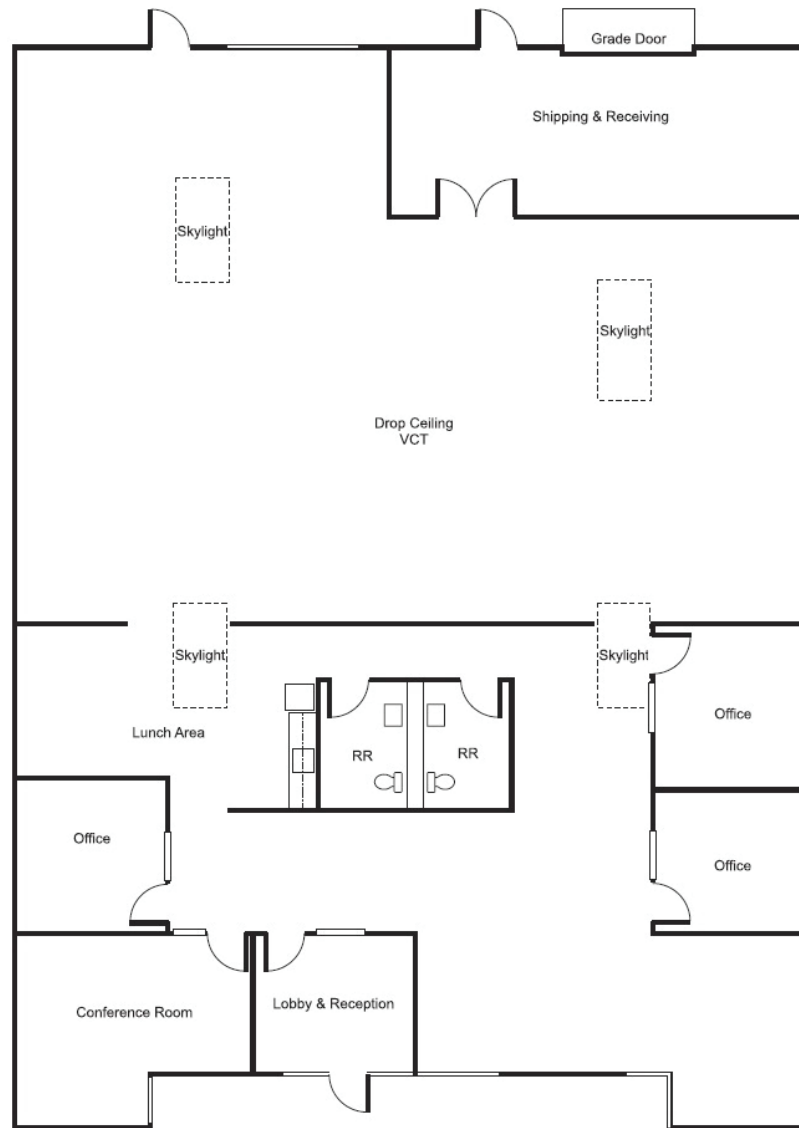 Grade Door
Shipping & Receiving
Skylight
Skylight
Drop Ceiling
VCT
Skylight
Skylight
Lunch Area
Office
RR
RR
Office
Office
Conference Room
Lobby & Reception